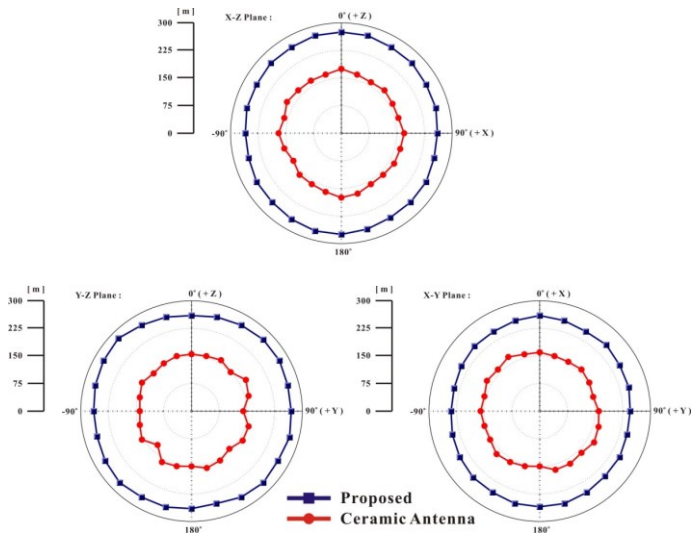 [ m ]
300
225
150
75
0
X-Z Plane :
0˚ ( + Z )
-90˚
90˚ ( + X )
180˚
[ m ]
300
225
150
75
0
Y-Z Plane :
0˚ ( + Z )
-90˚
90˚ ( + Y )
180˚
[ m ]
300
225
150
75
0
X-Y Plane :
0˚ ( + X )
-90˚
90˚ ( + Y )
180˚
Proposed
Ceramic Antenna